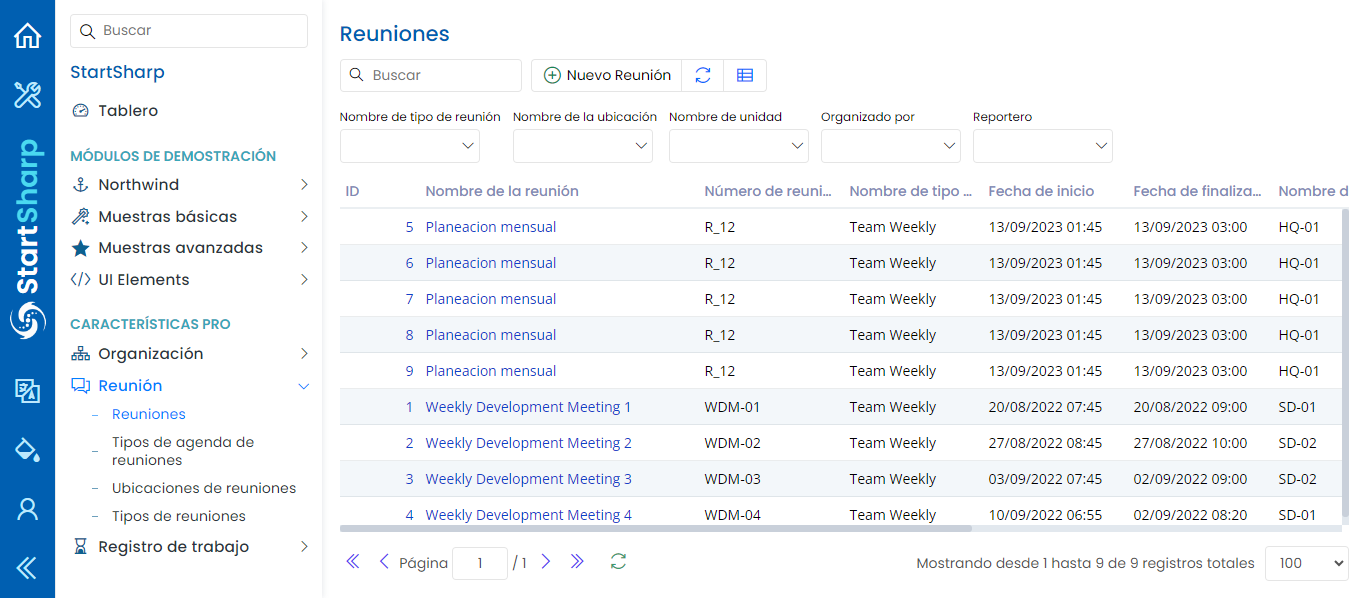 StartSharp
Buscar
StartSharp
Tablero
MÓDULOS DE DEMOSTRACIÓN
Northwind
Muestras básicas
Muestras avanzadas
UI Elements
CARACTERÍSTICAS PRO
Organización
Reunión
Reuniones
Tipos de agenda de
reuniones
Ubicaciones de reuniones
Tipos de reuniones
Registro de trabajo
Reuniones
Buscar Nuevo Reunión
Nombre de tipo de reunión Nombre de la ubicación Nombre de unidad Organizado por Reportero
ID Nombre de la reunión Número de reuni... Nombre de tipo ... Fecha de inicio Fecha de finaliza... Nombre d
5 Planeacion mensual R_12 Team Weekly 13/09/2023 01:45 13/09/2023 03:00 HQ-01
6 Planeacion mensual R_12 Team Weekly 13/09/2023 01:45 13/09/2023 03:00 HQ-01
7 Planeacion mensual R_12 Team Weekly 13/09/2023 01:45 13/09/2023 03:00 HQ-01
8 Planeacion mensual R_12 Team Weekly 13/09/2023 01:45 13/09/2023 03:00 HQ-01
9 Planeacion mensual R_12 Team Weekly 13/09/2023 01:45 13/09/2023 03:00 HQ-01
1 Weekly Development Meeting 1 WDM-01 Team Weekly 20/08/2022 07:45 20/08/2022 09:00 SD-01
2 Weekly Development Meeting 2 WDM-02 Team Weekly 27/08/2022 08:45 27/08/2022 10:00 SD-02
3 Weekly Development Meeting 3 WDM-03 Team Weekly 03/09/2022 07:45 02/09/2022 09:00 SD-02
4 Weekly Development Meeting 4 WDM-04 Team Weekly 10/09/2022 06:55 02/09/2022 08:20 SD-01
Página 1 / 1 Mostrando desde 1 hasta 9 de 9 registros totales 100